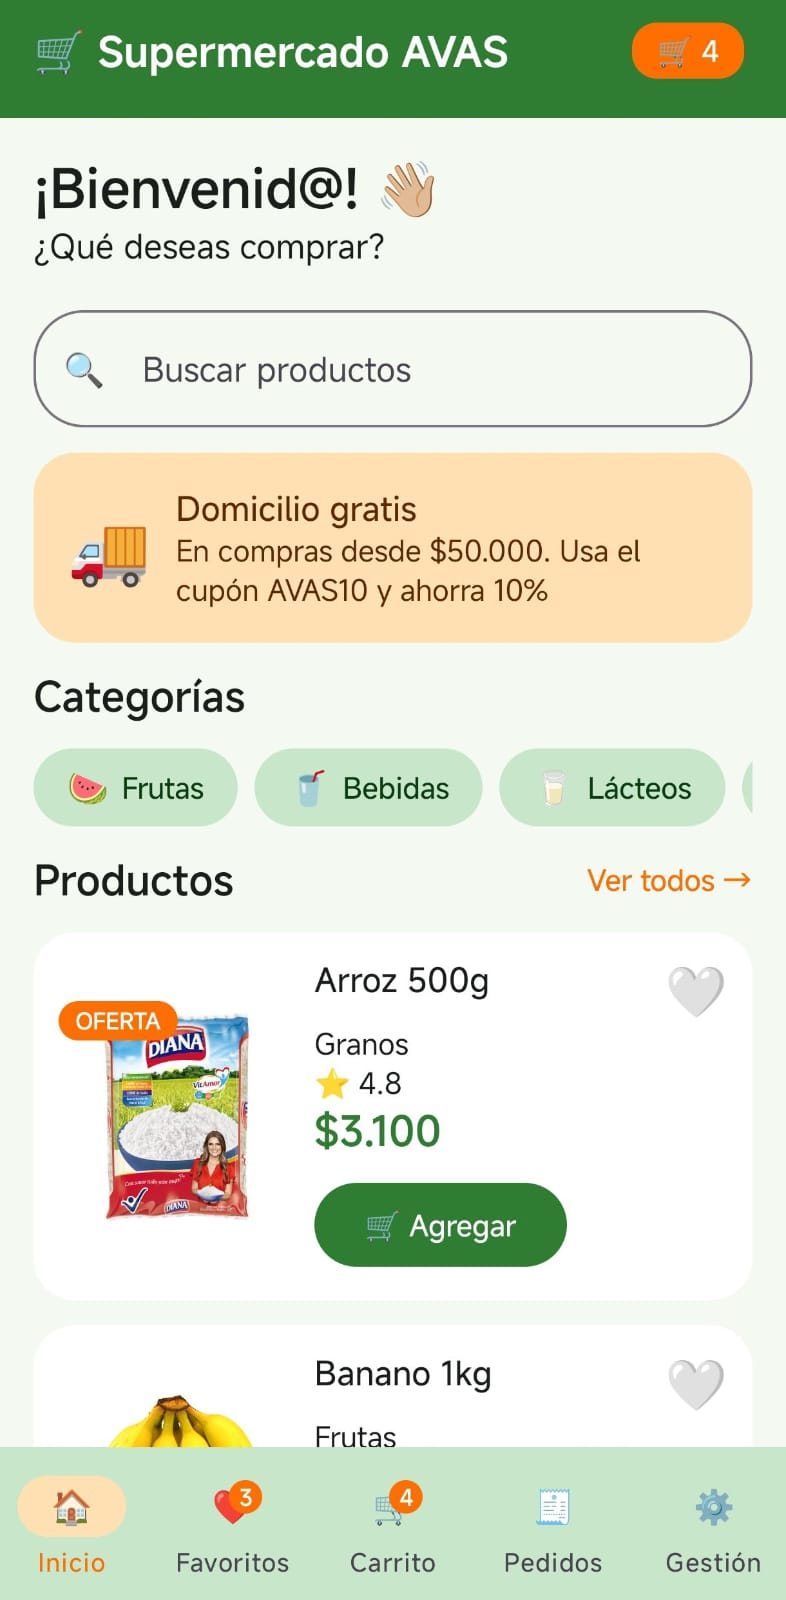 Supermercado AVAS
4
¡Bienvenid@!
¿Qué deseas comprar?
Buscar productos
Domicilio gratis
En compras desde $50.000. Usa el
cupón AVAS10 y ahorra 10%
Categorías
Frutas
Bebidas
Lácteos
Productos
Ver todos →
OFERTA
DIANA
VitAmor
DIANA
Arroz 500g
Granos
4.8
$3.100
Agregar
Banano 1kg
Frutas
3
4
Inicio
Favoritos
Carrito
Pedidos
Gestión